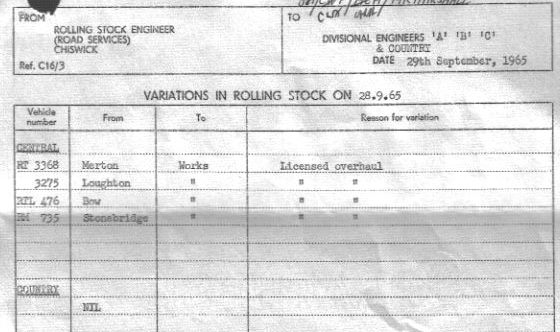 FROM
ROLLING STOCK ENGINEER
(ROAD SERVICES)
CHISWICK
Ref. C16/3
TO
DIVISIONAL ENGINEERS 'A' 'B' 'C'
& COUNTRY
DATE 29th September, 1965
VARIATIONS IN ROLLING STOCK ON 28.9.65
Vehicle number From To Reason for variation
CENTRAL
RT 3368 Merton Works Licensed overhaul
3275 Loughton " " "
RTL 476 Bow " " "
RM 735 Stonebridge " " "
COUNTRY
NIL